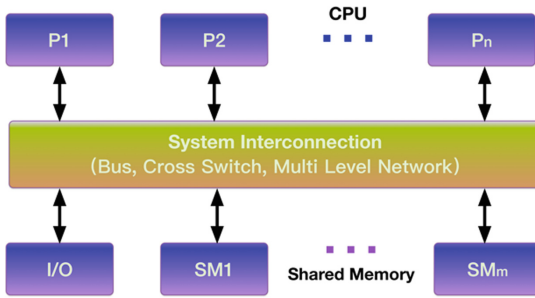 CPU
P1
P2
Pn
System Interconnection
(Bus, Cross Switch, Multi Level Network)
I/O
SM1
Shared Memory
SMm